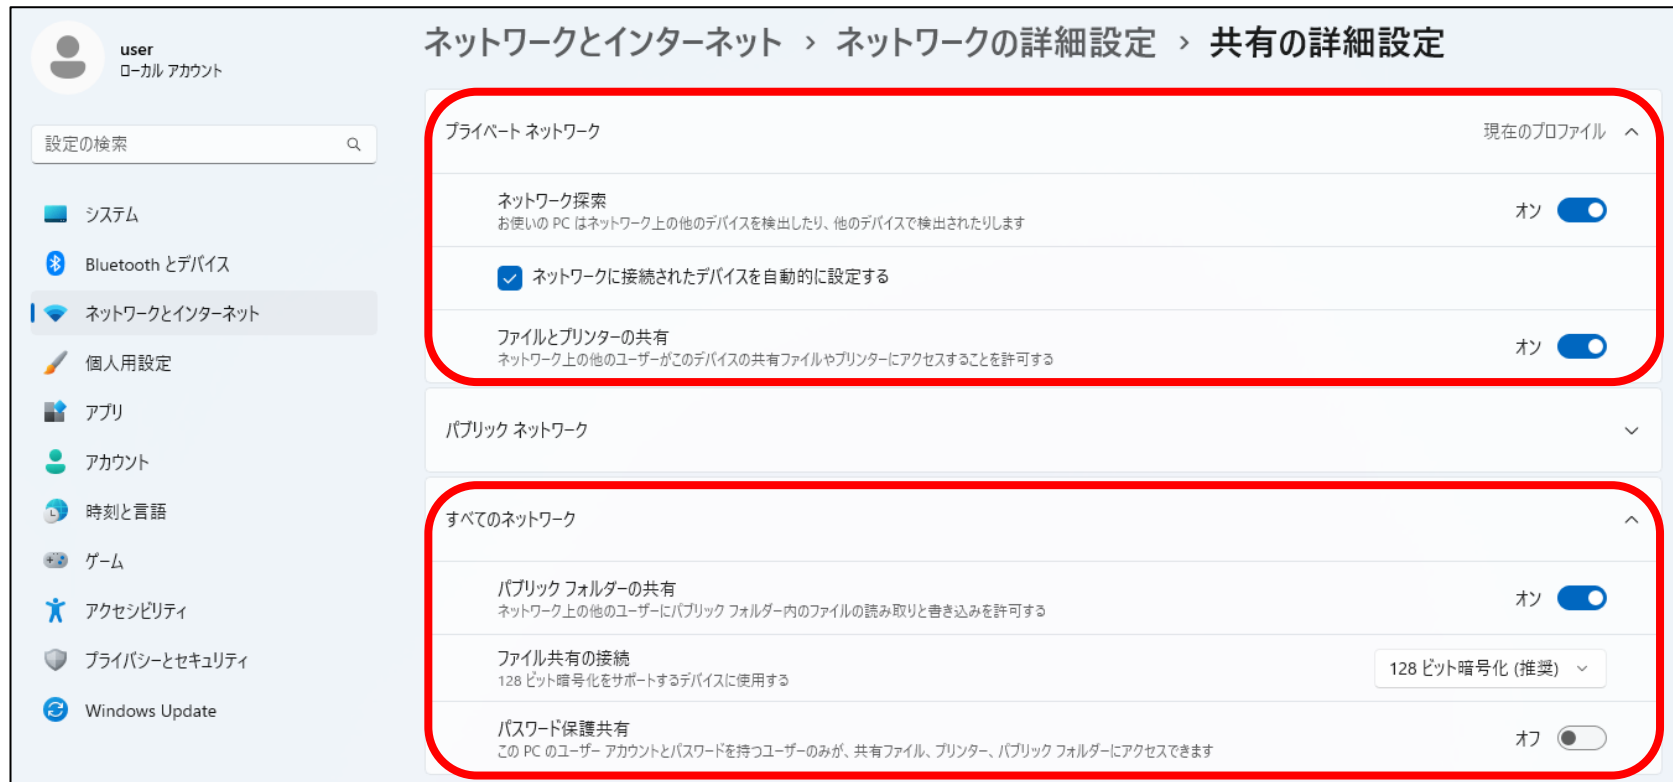 user
ローカル アカウント
設定の検索
システム
Bluetooth とデバイス
ネットワークとインターネット
個人用設定
アプリ
アカウント
時刻と言語
ゲーム
アクセシビリティ
プライバシーとセキュリティ
Windows Update
ネットワークとインターネット › ネットワークの詳細設定 › 共有の詳細設定
プライベート ネットワーク 現在のプロファイル
ネットワーク探索
お使いの PC はネットワーク上の他のデバイスを検出したり、他のデバイスで検出されたりします
オン
ネットワークに接続されたデバイスを自動的に設定する
ファイルとプリンターの共有
ネットワーク上の他のユーザーがこのデバイスの共有ファイルやプリンターにアクセスすることを許可する
オン
パブリック ネットワーク
すべてのネットワーク
パブリック フォルダーの共有
ネットワーク上の他のユーザーにパブリック フォルダー内のファイルの読み取りと書き込みを許可する
オン
ファイル共有の接続
128 ビット暗号化をサポートするデバイスに使用する
128 ビット暗号化 (推奨)
パスワード保護共有
この PC のユーザー アカウントとパスワードを持つユーザーのみが、共有ファイル、プリンター、パブリック フォルダーにアクセスできます
オフ